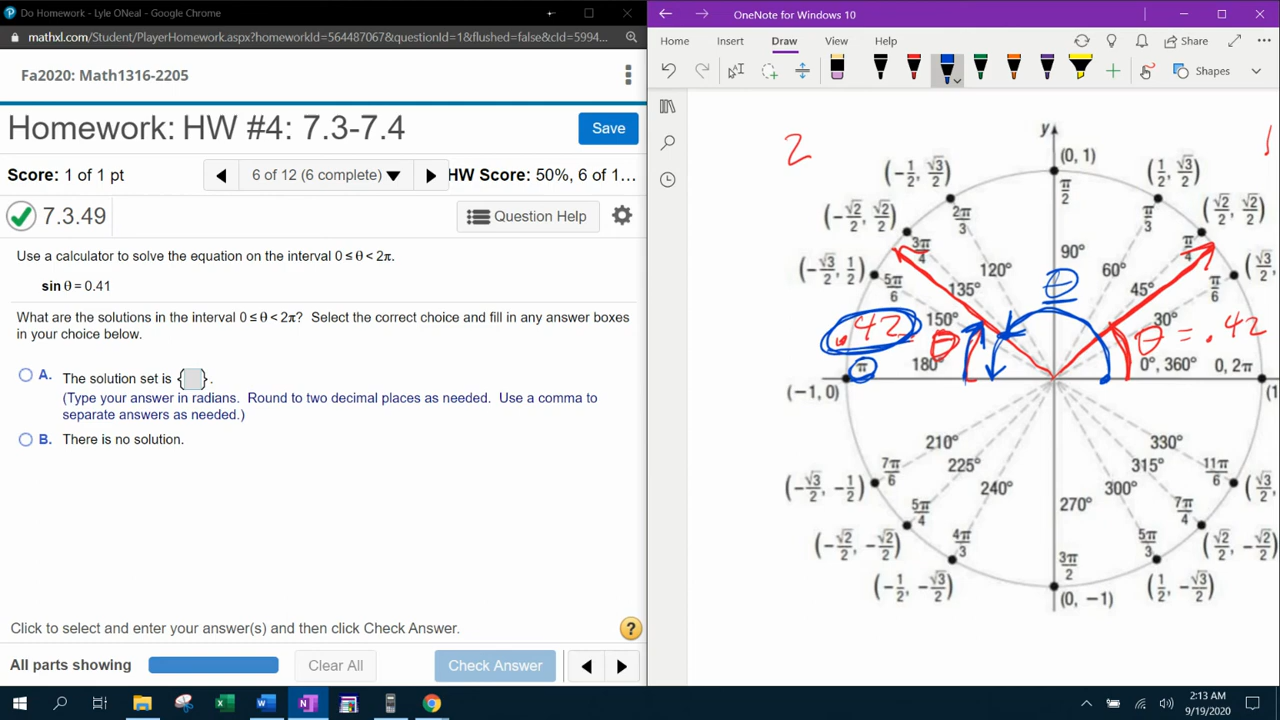 Do Homework - Lyle ONeal - Google Chrome
mathxl.com/Student/PlayerHomework.aspx?homeworkId=5644870677&questionId=1&flushed=false&cId=5994...
Fa2020: Math1316-2205
Homework: HW #4: 7.3-7.4
Save
Score: 1 of 1 pt
6 of 12 (6 complete)
HW Score: 50%, 6 of 1...
7.3.49
Question Help
Use a calculator to solve the equation on the interval 0 ≤ θ < 2π.
sin θ = 0.41
What are the solutions in the interval 0 ≤ θ < 2π? Select the correct choice and fill in any answer boxes
in your choice below.
A. The solution set is { }.
(Type your answer in radians. Round to two decimal places as needed. Use a comma to
separate answers as needed.)
B. There is no solution.
Click to select and enter your answer(s) and then click Check Answer.
?
All parts showing
Clear All
Check Answer
OneNote for Windows 10
Home Insert Draw View Help
Share
Shapes
2
y
(0, 1)
(-1/2, √3/2)
π/2
(1/2, √3/2)
(-√2/2, √2/2)
2π/3
π/3
(√2/2, √2/2)
3π/4
90°
π/4
(-√3/2, 1/2)
120°
60°
(√3/2
5π/6
135°
θ
45°
π/6
.42
150°
θ
30°
θ = .42
π
180°
0°, 360°
0, 2π
(-1, 0)
(1
210°
330°
(-√3/2, -1/2)
7π/6
225°
315°
11π/6
(√3/2
240°
270°
300°
5π/4
7π/4
(-√2/2, -√2/2)
4π/3
5π/3
(√2/2, -√2/2)
3π/2
(-1/2, -√3/2)
(0, -1)
(1/2, -√3/2)
2:13 AM
9/19/2020